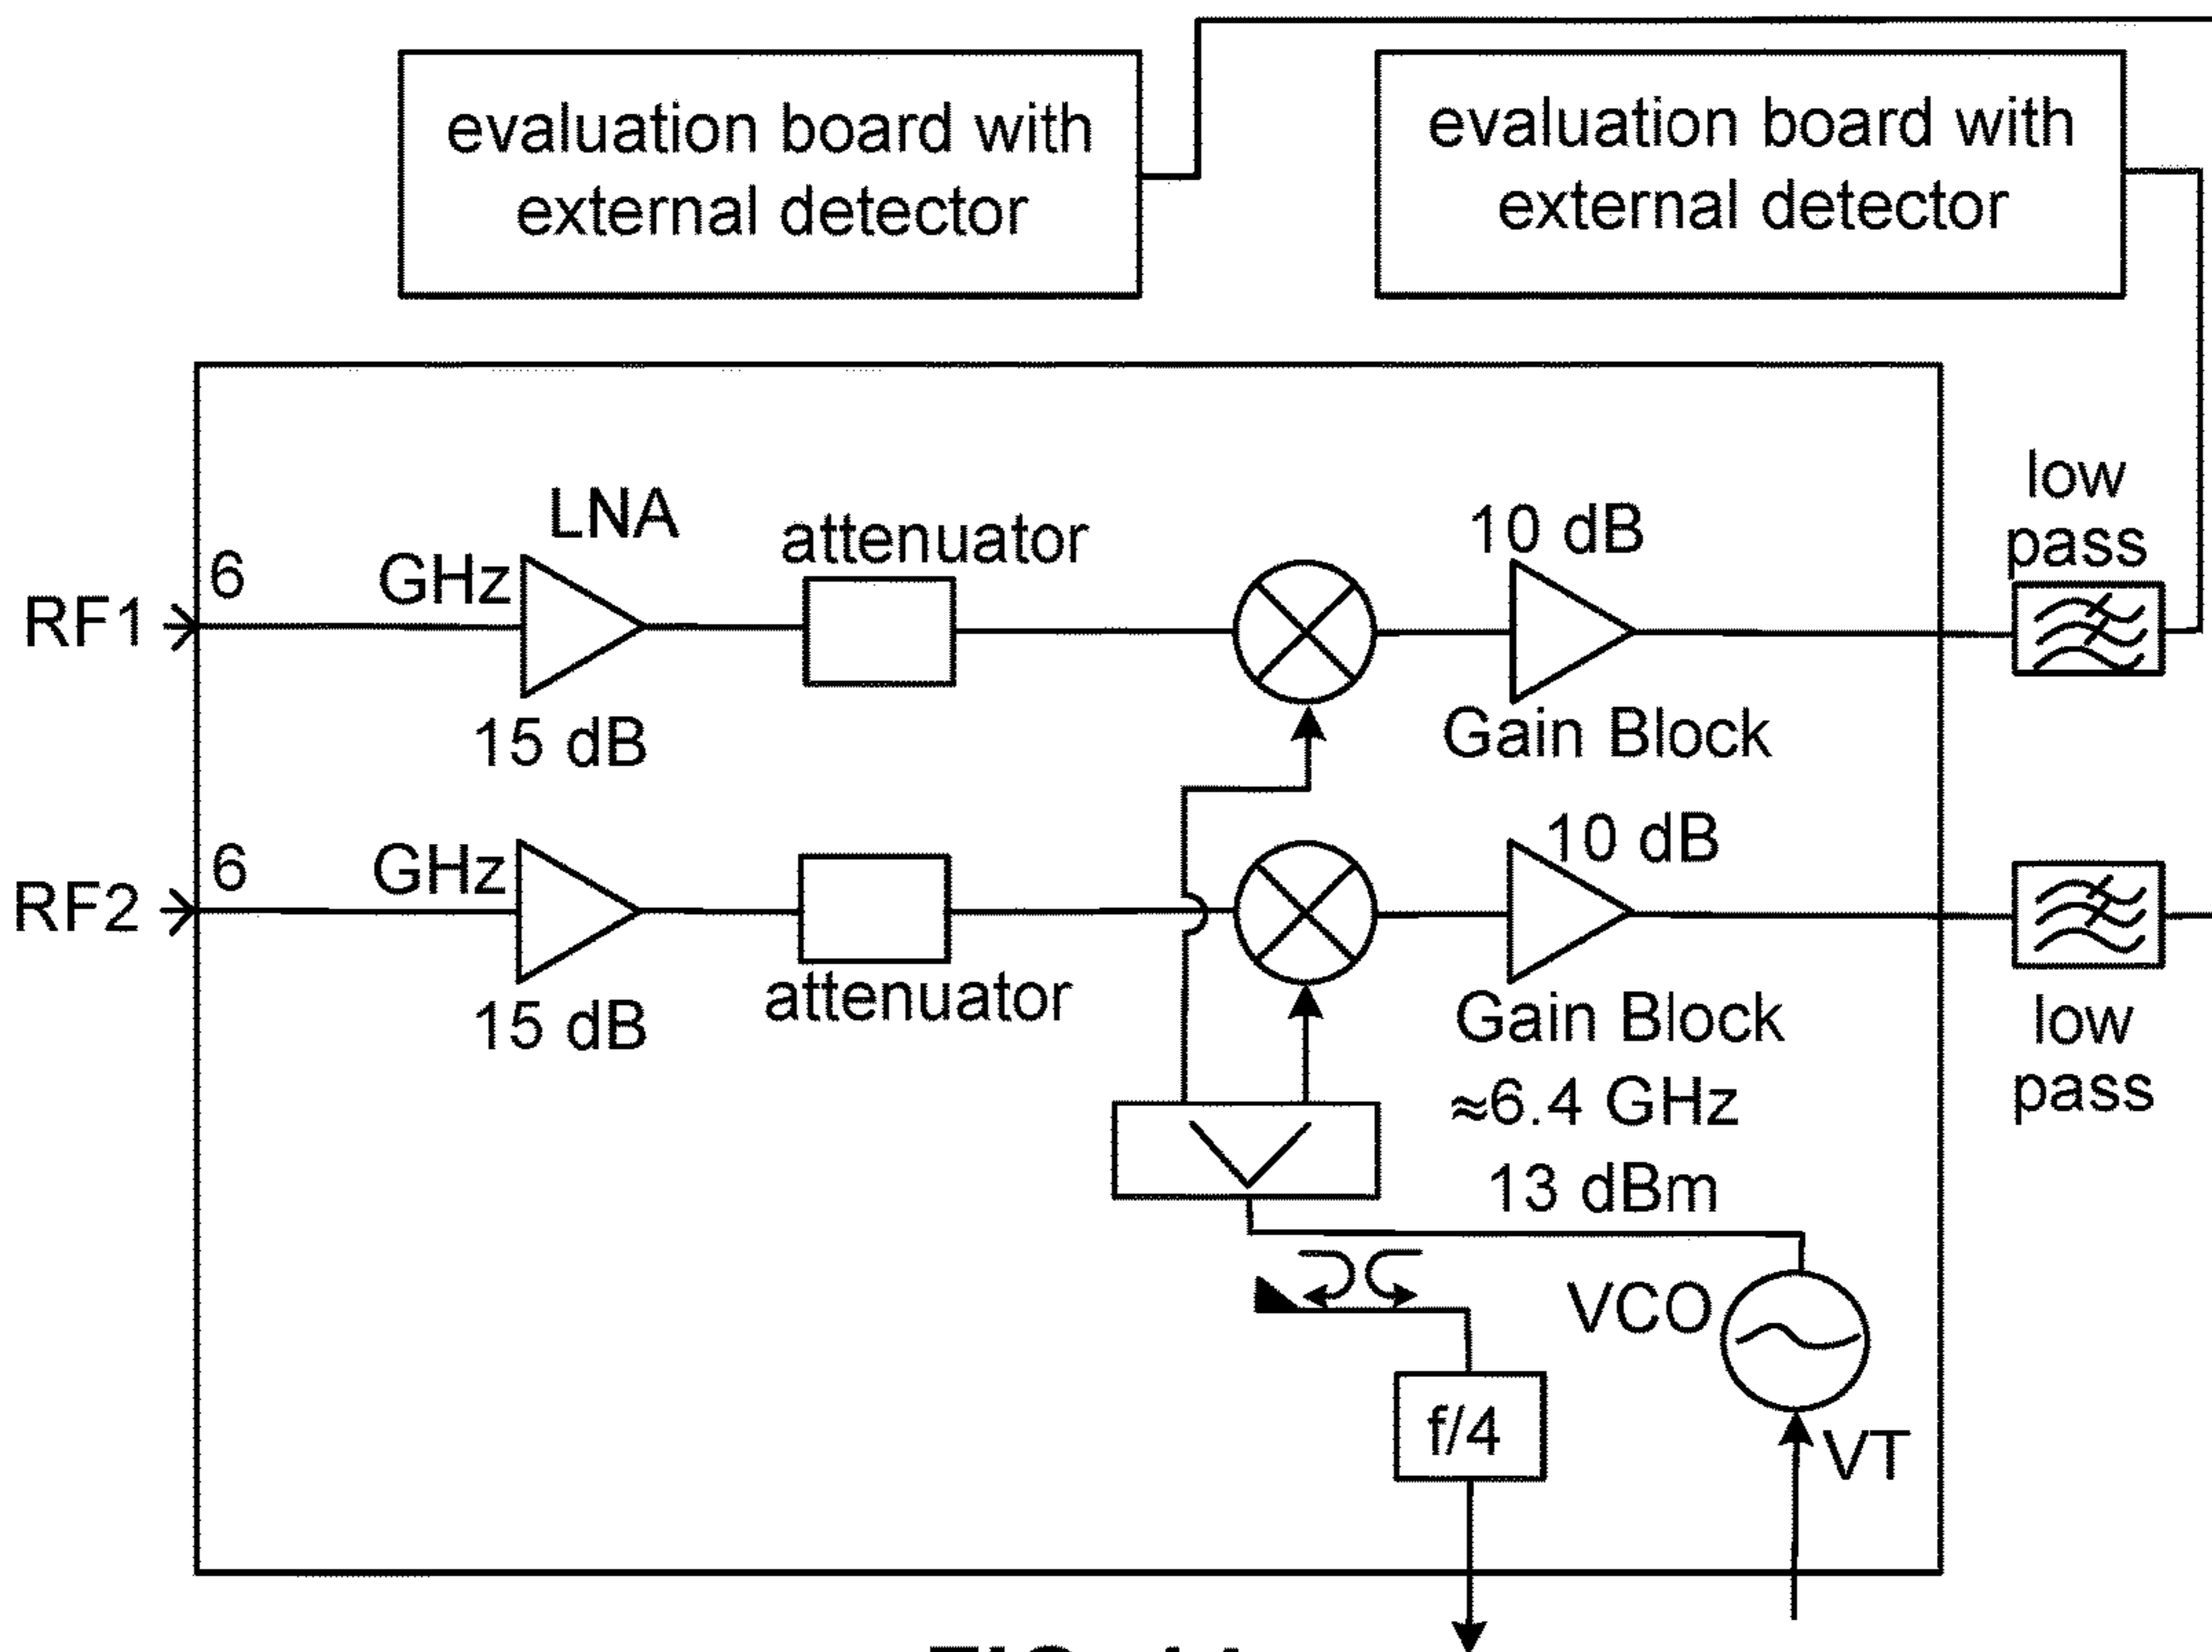 evaluation board with
external detector
evaluation board with
external detector
low
pass
LNA
attenuator
10 dB
6
GHz
RF1
15 dB
Gain Block
10 dB
6
GHz
RF2
15 dB
attenuator
Gain Block
low
pass
≈6.4 GHz
13 dBm
VCO
f/4
VT